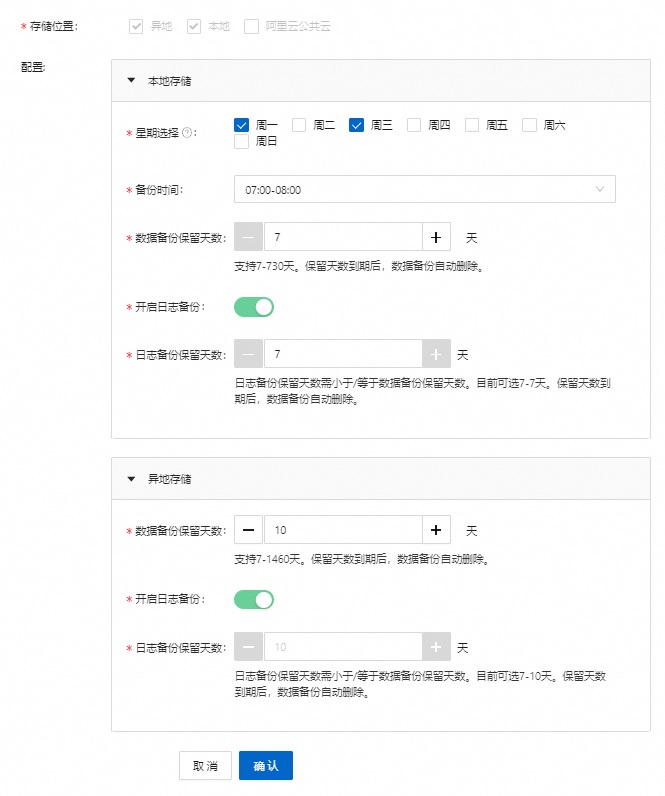 * 存储位置: 异地 本地 阿里云公共云
配置:
本地存储
* 星期选择 ?: 周一 周二 周三 周四 周五 周六
周日
* 备份时间: 07:00-08:00
* 数据备份保留天数: 7 天
支持7-730天。保留天数到期后，数据备份自动删除。
* 开启日志备份:
* 日志备份保留天数: 7 天
日志备份保留天数需小于/等于数据备份保留天数。目前可选7-7天。保留天数到
期后，数据备份自动删除。
异地存储
* 数据备份保留天数: 10 天
支持7-1460天。保留天数到期后，数据备份自动删除。
* 开启日志备份:
* 日志备份保留天数: 10 天
日志备份保留天数需小于/等于数据备份保留天数。目前可选7-10天。保留天数
到期后，数据备份自动删除。
取消 确认